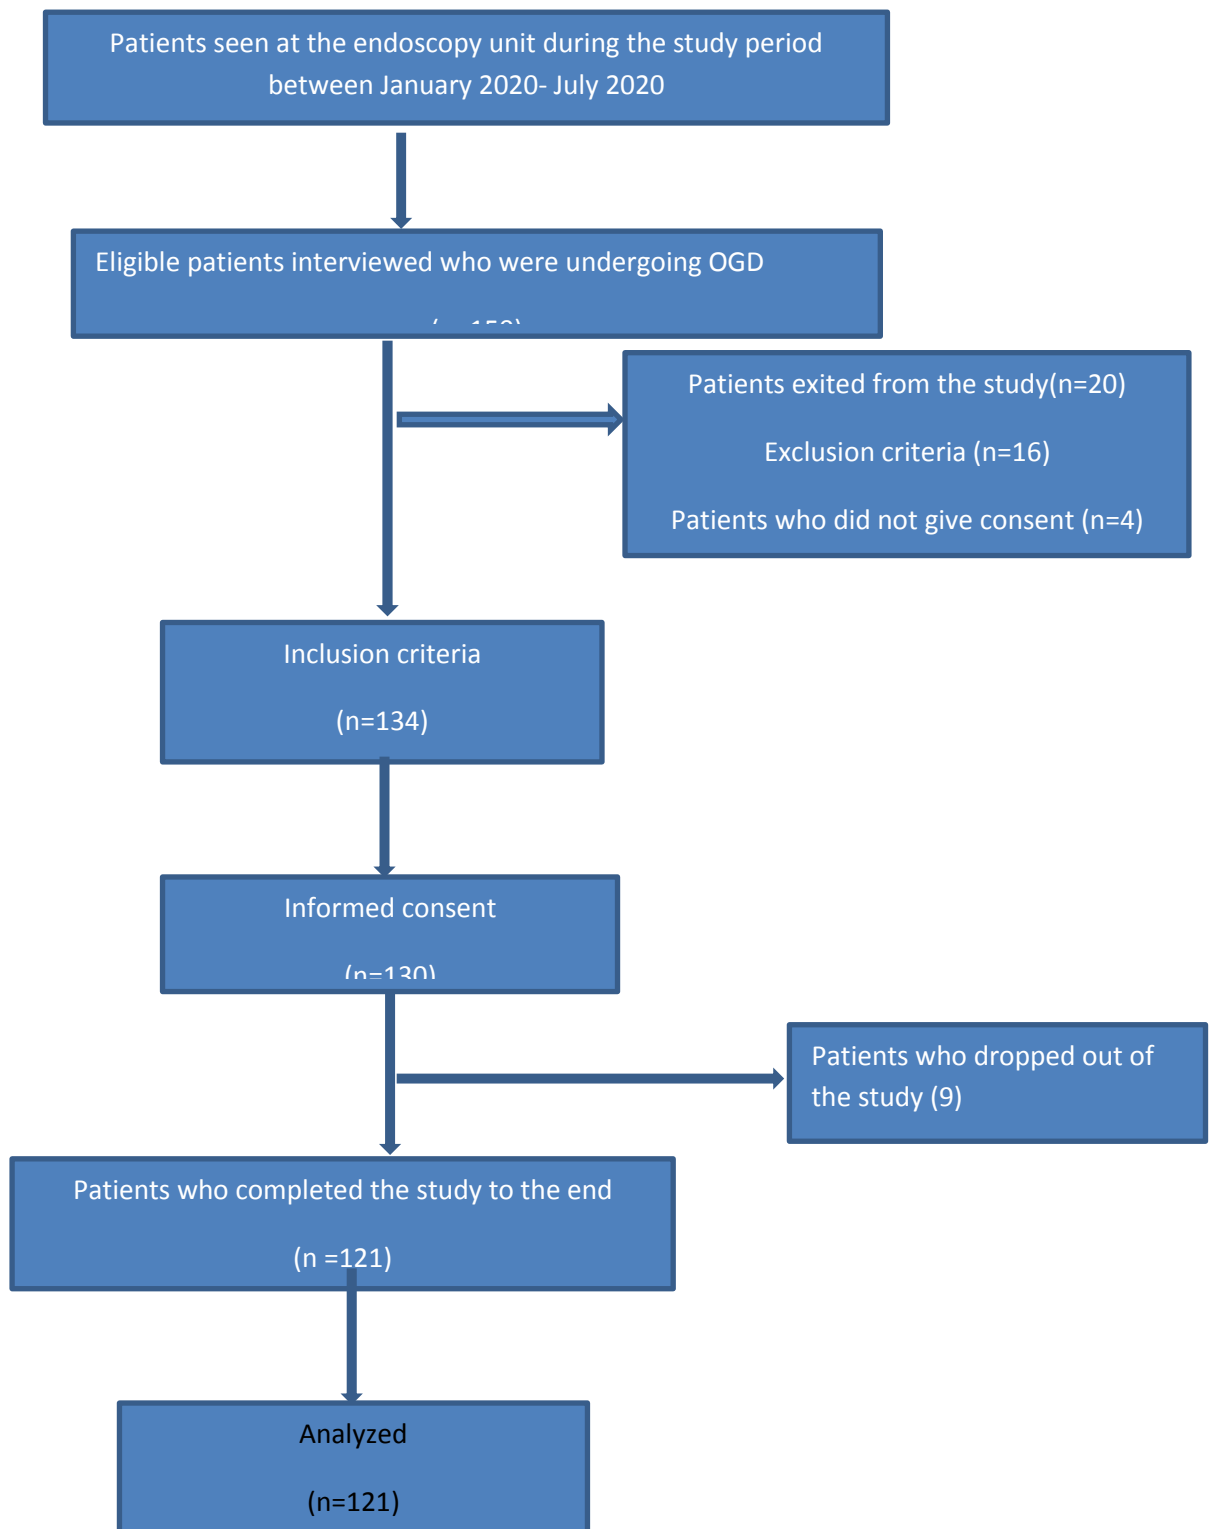 Patients seen at the endoscopy unit during the study period
between January 2020- July 2020
Eligible patients interviewed who were undergoing OGD
Patients exited from the study(n=20)
Exclusion criteria (n=16)
Patients who did not give consent (n=4)
Inclusion criteria
(n=134)
Informed consent
(n=130)
Patients who dropped out of
the study (9)
Patients who completed the study to the end
(n =121)
Analyzed
(n=121)